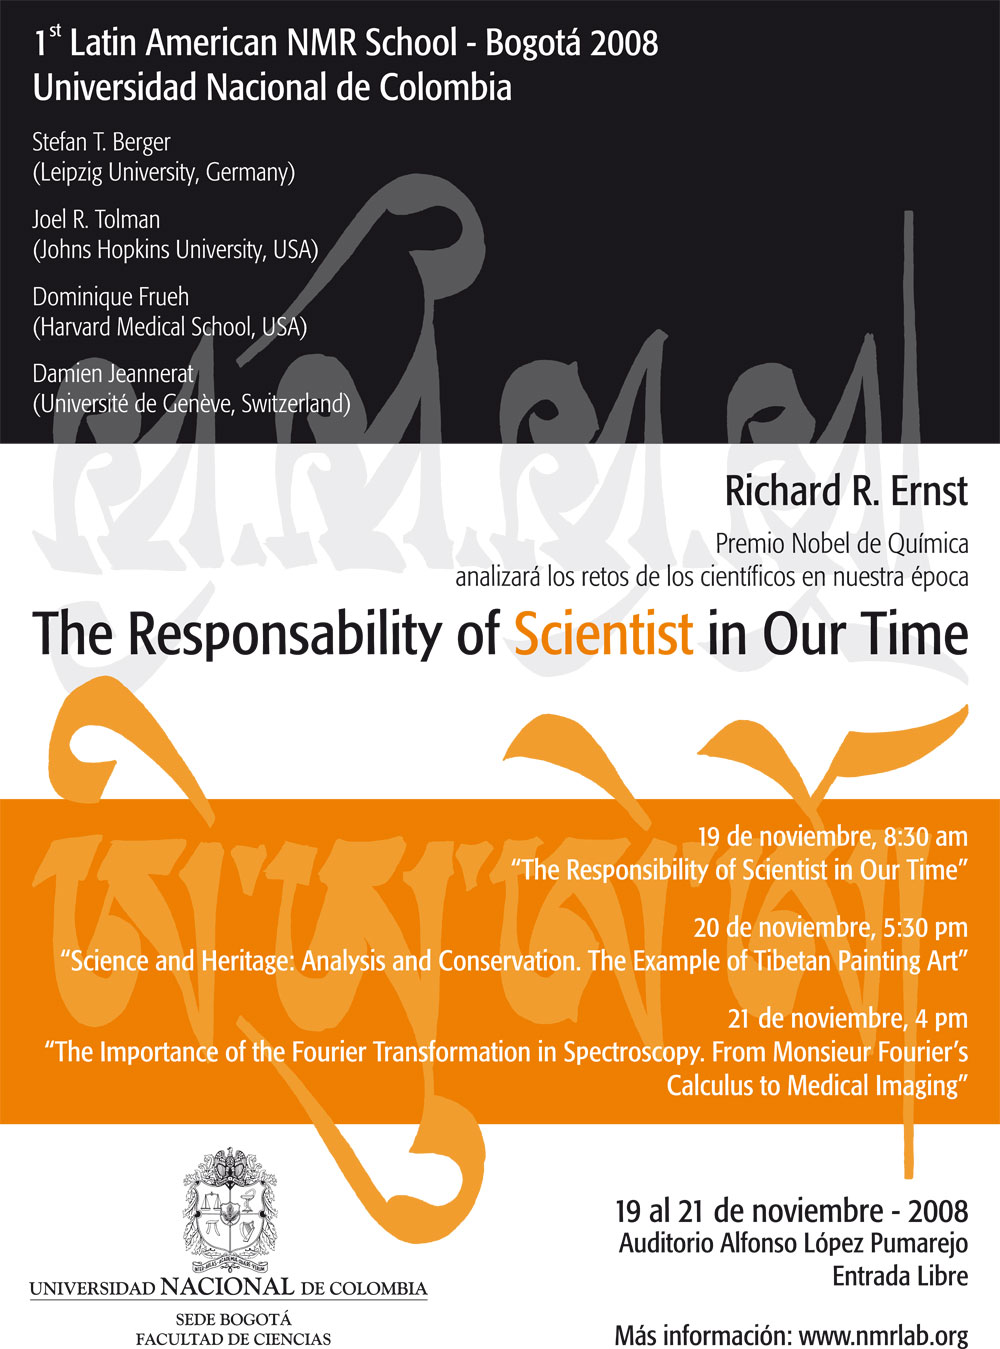 1st Latin American NMR School - Bogotá 2008
Universidad Nacional de Colombia
Stefan T. Berger
(Leipzig University, Germany)
Joel R. Tolman
(Johns Hopkins University, USA)
Dominique Frueh
(Harvard Medical School, USA)
Damien Jeannerat
(Université de Genève, Switzerland)
Richard R. Ernst
Premio Nobel de Química
analizará los retos de los científicos en nuestra época
The Responsability of Scientist in Our Time
19 de noviembre, 8:30 am
“The Responsibility of Scientist in Our Time”
20 de noviembre, 5:30 pm
“Science and Heritage: Analysis and Conservation. The Example of Tibetan Painting Art”
21 de noviembre, 4 pm
“The Importance of the Fourier Transformation in Spectroscopy. From Monsieur Fourier’s
Calculus to Medical Imaging”
UNIVERSIDAD NACIONAL DE COLOMBIA
SEDE BOGOTÁ
FACULTAD DE CIENCIAS
19 al 21 de noviembre - 2008
Auditorio Alfonso López Pumarejo
Entrada Libre
Más información: www.nmrlab.org